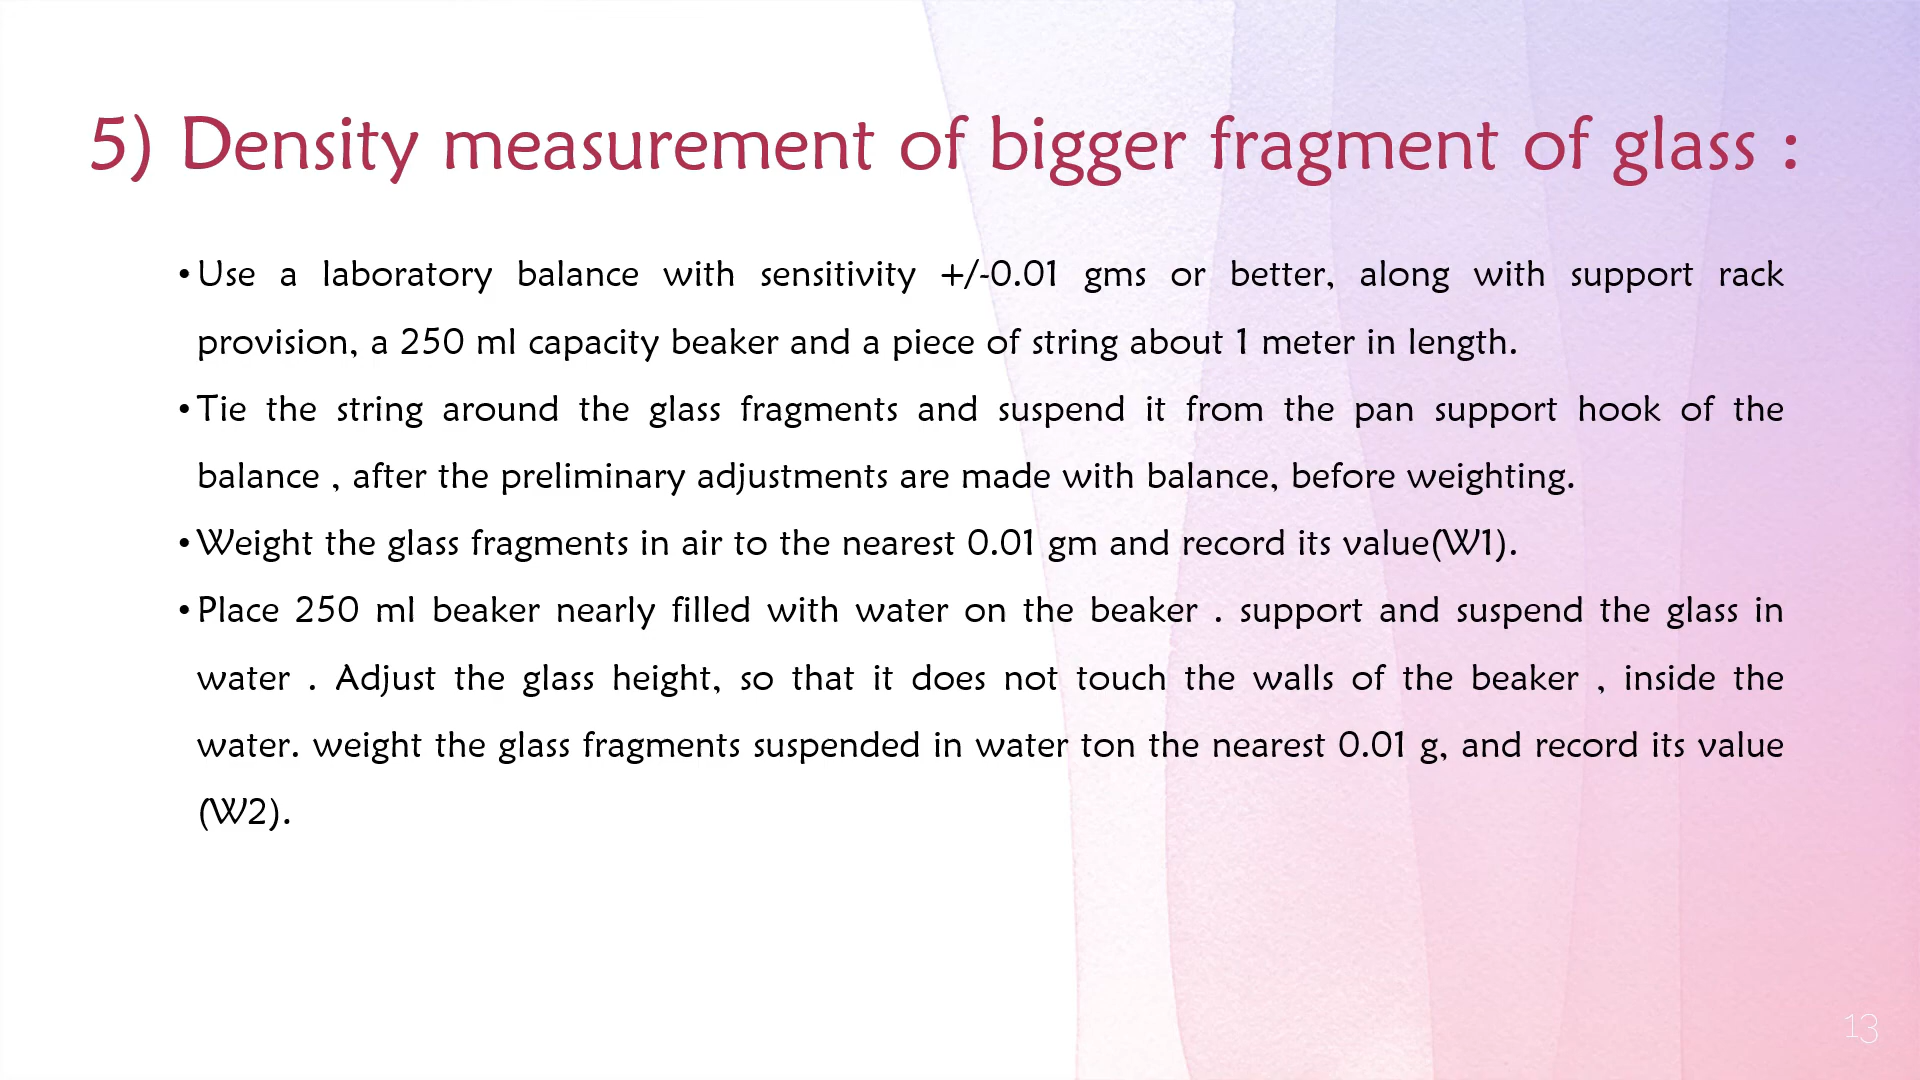 5) Density measurement of bigger fragment of glass :
• Use a laboratory balance with sensitivity +/-0.01 gms or better, along with support rack
provision, a 250 ml capacity beaker and a piece of string about 1 meter in length.
• Tie the string around the glass fragments and suspend it from the pan support hook of the
balance , after the preliminary adjustments are made with balance, before weighting.
• Weight the glass fragments in air to the nearest 0.01 gm and record its value(W1).
• Place 250 ml beaker nearly filled with water on the beaker . support and suspend the glass in
water . Adjust the glass height, so that it does not touch the walls of the beaker , inside the
water. weight the glass fragments suspended in water ton the nearest 0.01 g, and record its value
(W2).
13